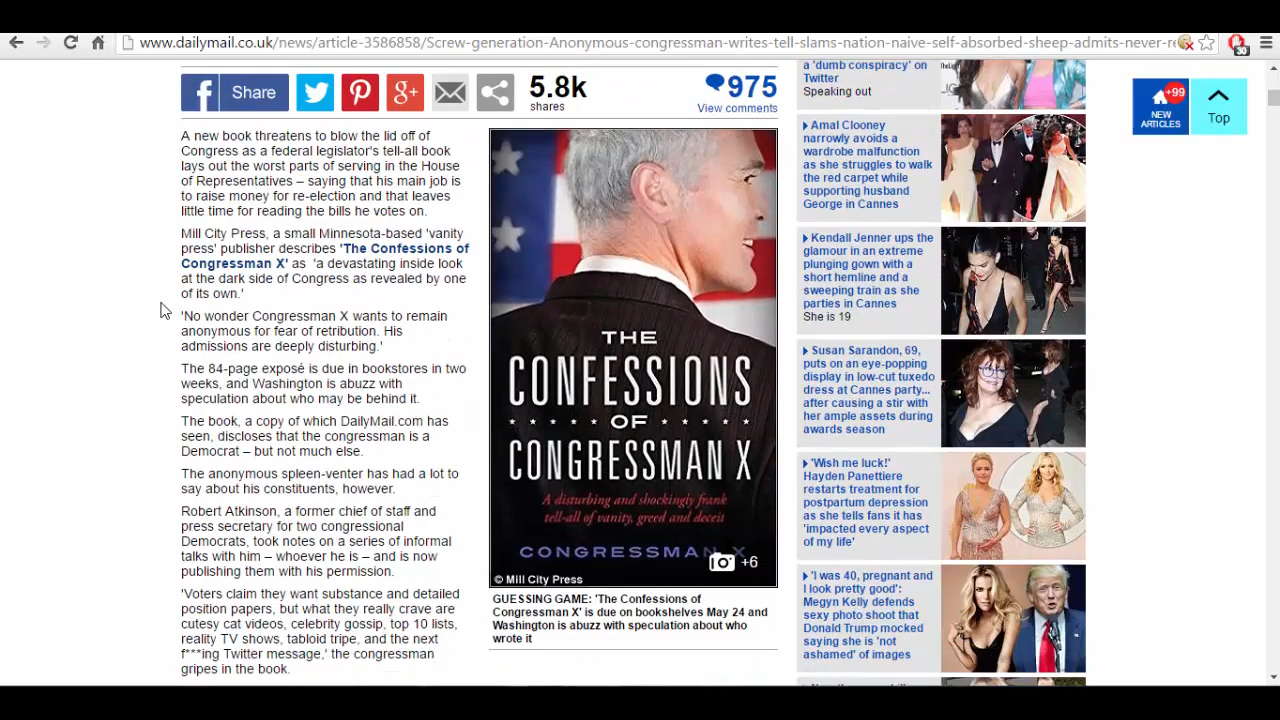 www.dailymail.co.uk/news/article-3586858/Screw-generation-Anonymous-congressman-writes-tell-slams-nation-naive-self-absorbed-sheep-admits-never-re
30
Share
5.8k
shares
975
View comments
A new book threatens to blow the lid off of
Congress as a federal legislator's tell-all book
lays out the worst parts of serving in the House
of Representatives – saying that his main job is
to raise money for re-election and that leaves
little time for reading the bills he votes on.
Mill City Press, a small Minnesota-based 'vanity
press' publisher describes 'The Confessions of
Congressman X' as 'a devastating inside look
at the dark side of Congress as revealed by one
of its own.'
'No wonder Congressman X wants to remain
anonymous for fear of retribution. His
admissions are deeply disturbing.'
The 84-page exposé is due in bookstores in two
weeks, and Washington is abuzz with
speculation about who may be behind it.
The book, a copy of which DailyMail.com has
seen, discloses that the congressman is a
Democrat – but not much else.
The anonymous spleen-venter has had a lot to
say about his constituents, however.
Robert Atkinson, a former chief of staff and
press secretary for two congressional
Democrats, took notes on a series of informal
talks with him – whoever he is – and is now
publishing them with his permission.
'Voters claim they want substance and detailed
position papers, but what they really crave are
cutesy cat videos, celebrity gossip, top 10 lists,
reality TV shows, tabloid tripe, and the next
f***ing Twitter message,' the congressman
gripes in the book.
THE
CONFESSIONS
OF
CONGRESSMAN X
A disturbing and shockingly frank
tell-all of vanity, greed and deceit
CONGRESSMAN X
+6
© Mill City Press
GUESSING GAME: 'The Confessions of
Congressman X' is due on bookshelves May 24 and
Washington is abuzz with speculation about who
wrote it
a 'dumb conspiracy' on
Twitter
Speaking out
Amal Clooney
narrowly avoids a
wardrobe malfunction
as she struggles to walk
the red carpet while
supporting husband
George in Cannes
Kendall Jenner ups the
glamour in an extreme
plunging gown with a
short hemline and a
sweeping train as she
parties in Cannes
She is 19
Susan Sarandon, 69,
puts on an eye-popping
display in low-cut tuxedo
dress at Cannes party...
after causing a stir with
her ample assets during
awards season
'Wish me luck!'
Hayden Panettiere
restarts treatment for
postpartum depression
as she tells fans it has
'impacted every aspect
of my life'
'I was 40, pregnant and
I look pretty good':
Megyn Kelly defends
sexy photo shoot that
Donald Trump mocked
saying she is 'not
ashamed' of images
+99
NEW
ARTICLES
Top